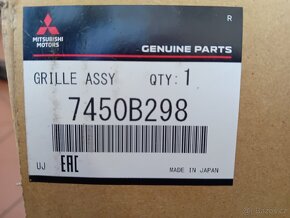 R
MITSUBISHI
MOTORS
GENUINE PARTS
GRILLE ASSY QTY: 1
7450B298
UJ EAC MADE IN JAPAN